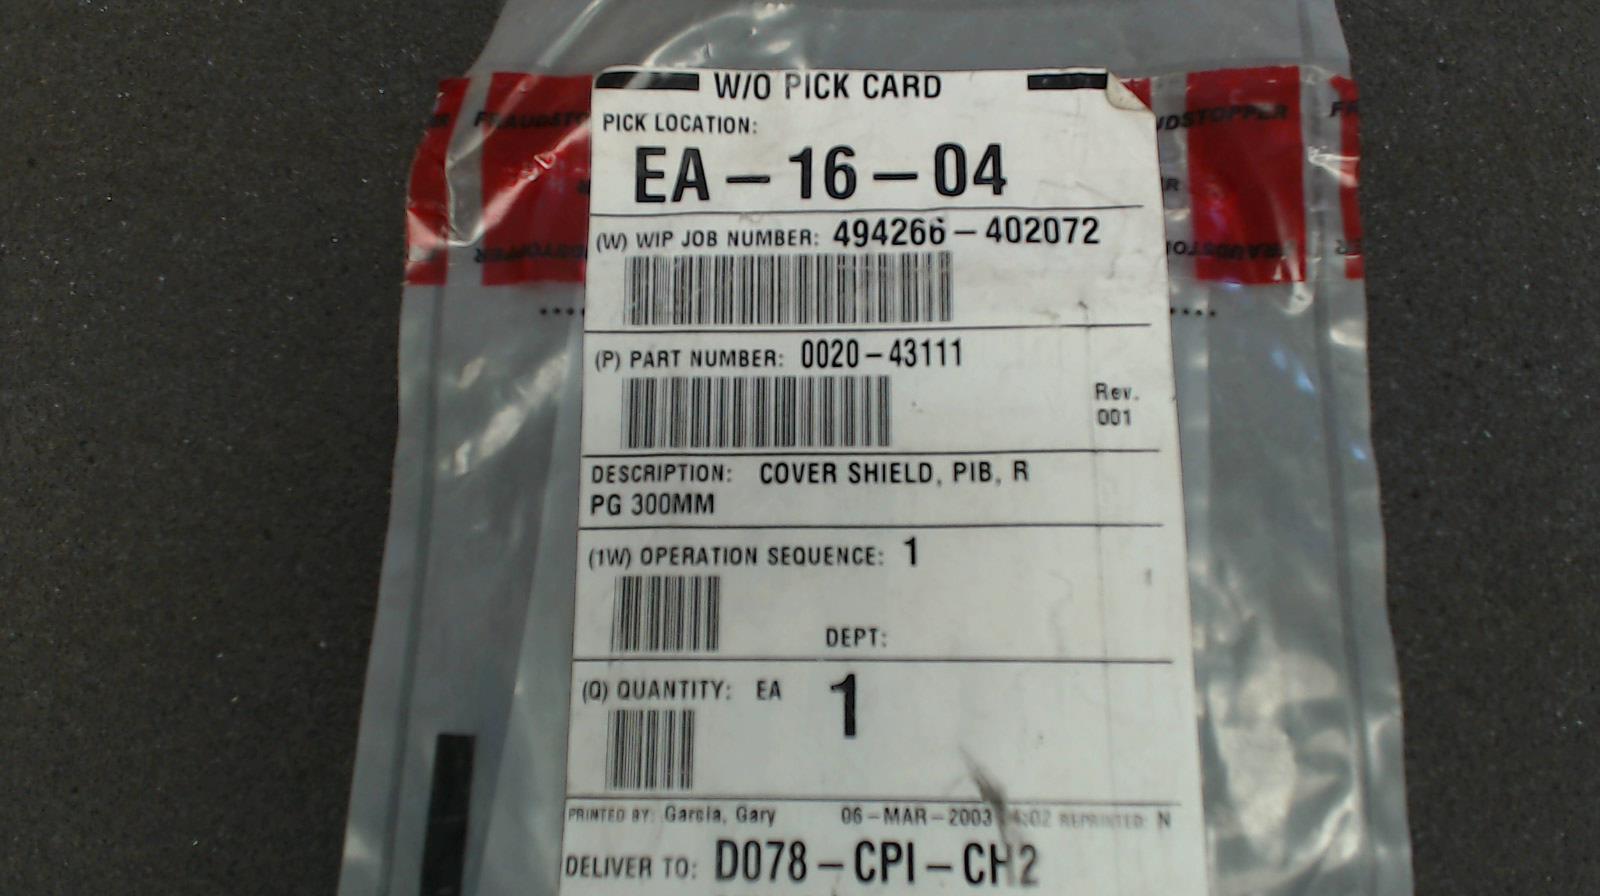 W/O PICK CARD
PICK LOCATION:
EA-16-04
(W) WIP JOB NUMBER: 494266-402072
(P) PART NUMBER: 0020-43111
Rev.
001
DESCRIPTION: COVER SHIELD, PIB, R
PG 300MM
(1W) OPERATION SEQUENCE: 1
DEPT:
(Q) QUANTITY: EA 1
PRINTED BY: Garcia, Gary 06-MAR-2003 REPRINTED: N
DELIVER TO: D078-CPI-CH2
FRAUDSTOPPER